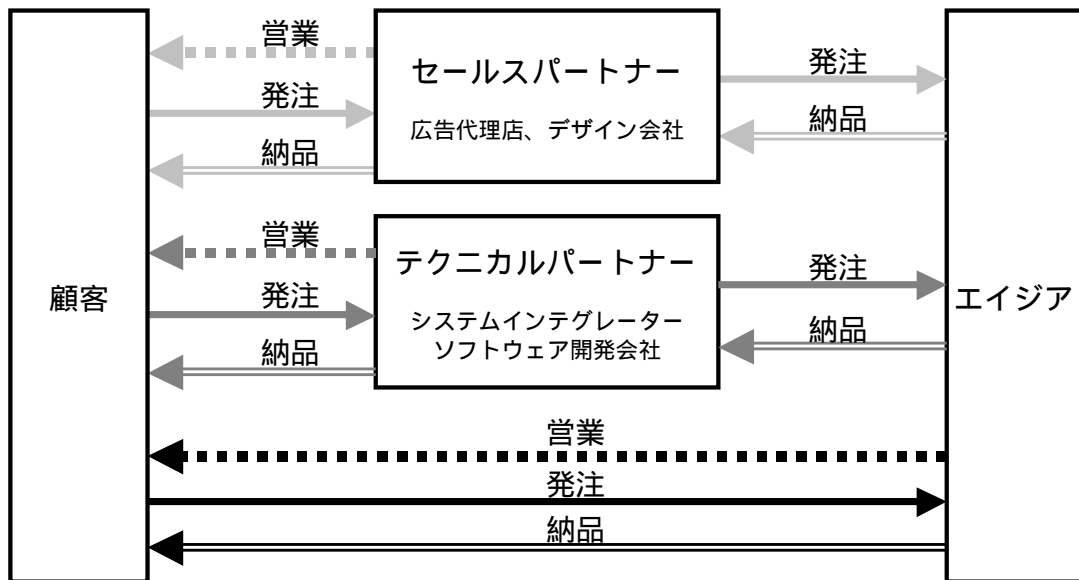 営業
セールスパートナー
発注
発注
広告代理店、デザイン会社
納品
納品
営業
テクニカルパートナー
発注
顧客
発注
エイジア
システムインテグレーター
納品
ソフトウェア開発会社
納品
営業
発注
納品